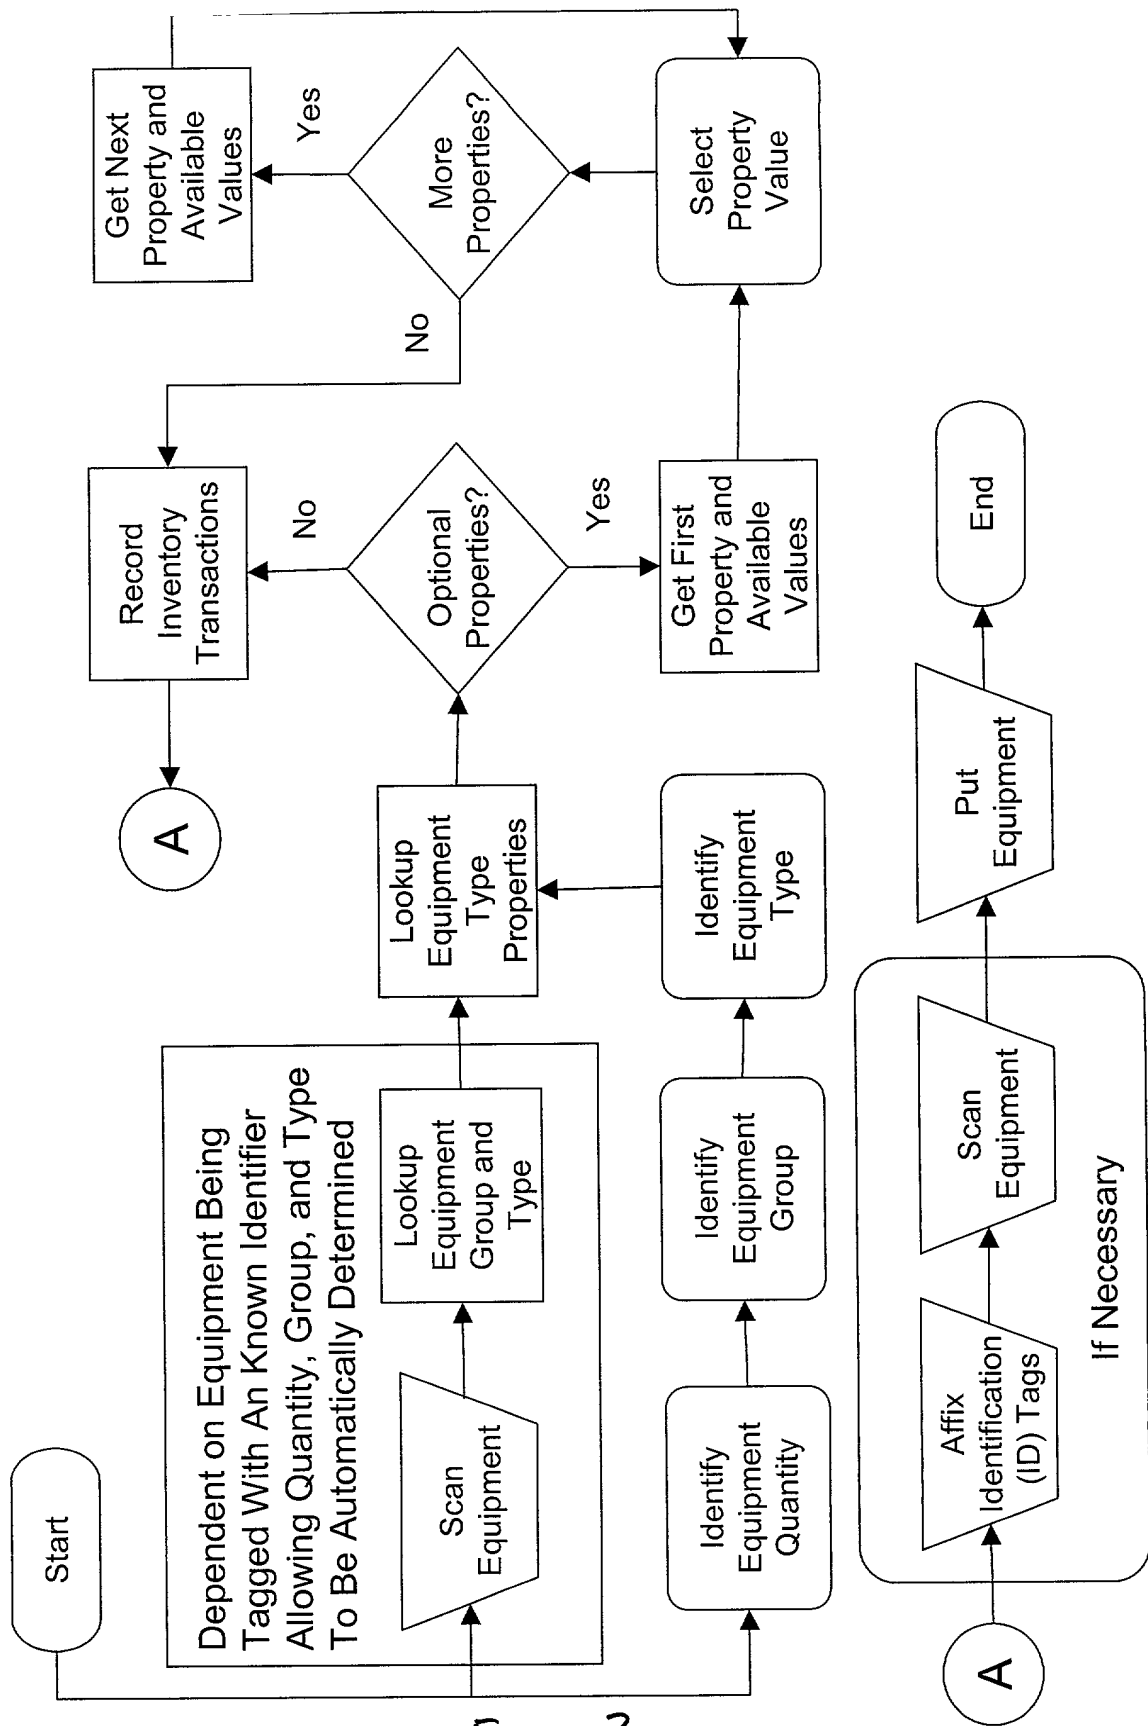 Start
Dependent on Equipment Being
Tagged With An Known Identifier
Allowing Quantity, Group, and Type
To Be Automatically Determined
Scan
Equipment
Lookup
Equipment
Group and
Type
Lookup
Equipment
Type
Properties
Identify
Equipment
Quantity
Identify
Equipment
Group
Identify
Equipment
Type
Optional
Properties?
No
Yes
Record
Inventory
Transactions
A
Get First
Property and
Available
Values
Select
Property
Value
More
Properties?
No
Yes
Get Next
Property and
Available
Values
A
Affix
Identification
(ID) Tags
Scan
Equipment
If Necessary
Put
Equipment
End